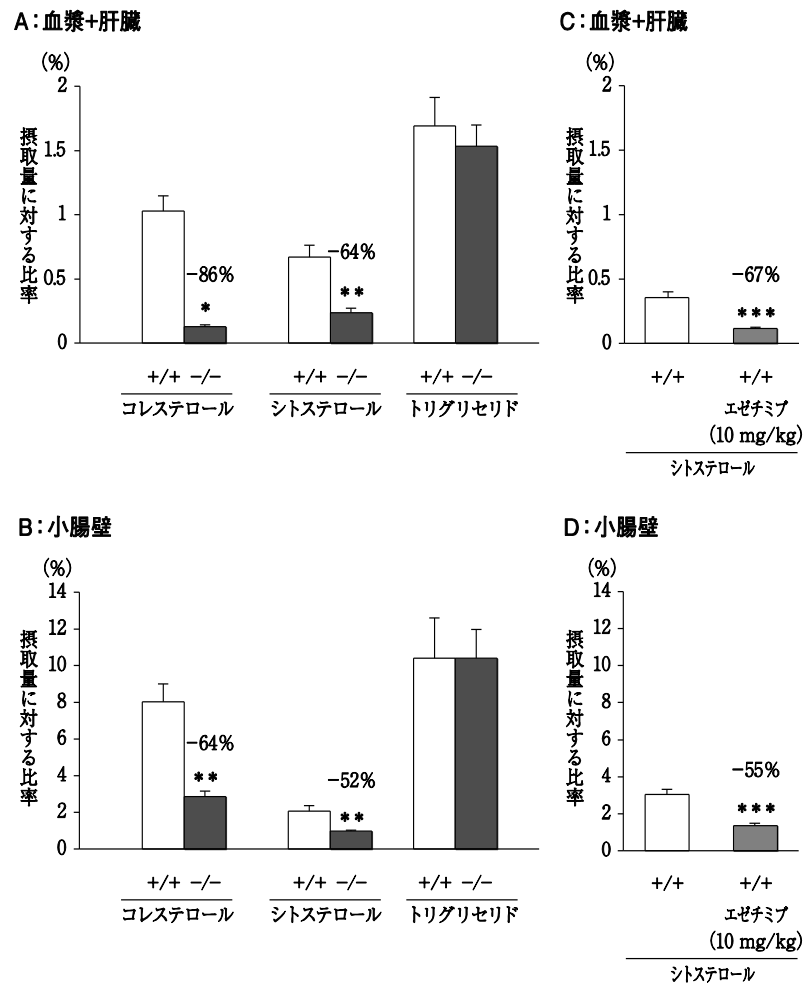 A：血漿+肝臓
(%)
摂取量に対する比率
2
1.5
1
0.5
0
−86%
*
−64%
**
+/+ −/− +/+ −/− +/+ −/−
コレステロール シトステロール トリグリセリド
C：血漿+肝臓
(%)
摂取量に対する比率
2
1.5
1
0.5
0
−67%
***
+/+ +/+
エゼチミブ
(10 mg/kg)
シトステロール
B：小腸壁
(%)
摂取量に対する比率
14
12
10
8
6
4
2
0
−64%
**
−52%
**
+/+ −/− +/+ −/− +/+ −/−
コレステロール シトステロール トリグリセリド
D：小腸壁
(%)
摂取量に対する比率
14
12
10
8
6
4
2
0
−55%
***
+/+ +/+
エゼチミブ
(10 mg/kg)
シトステロール